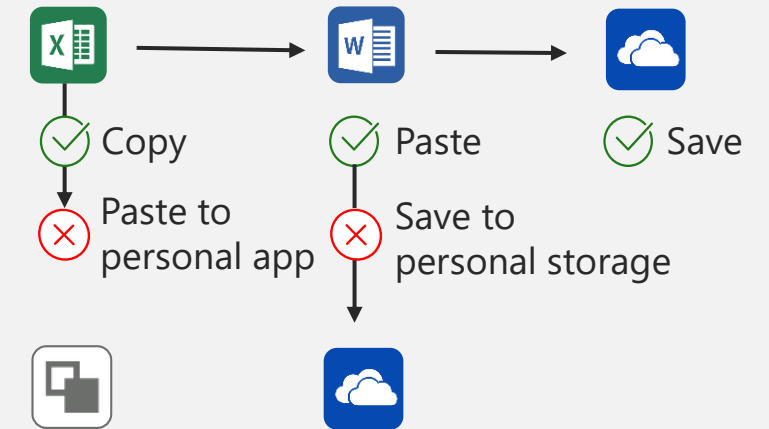 X
W
Copy
Paste
Save
Paste to
personal app
Save to
personal storage